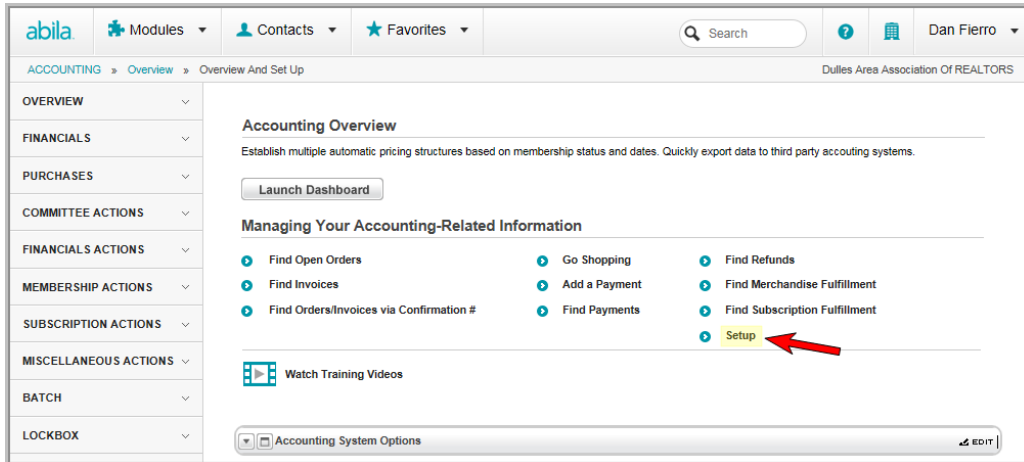 abila Modules Contacts Favorites Search ? Dan Fierro
ACCOUNTING » Overview » Overview And Set Up Dulles Area Association Of REALTORS
OVERVIEW
FINANCIALS
PURCHASES
COMMITTEE ACTIONS
FINANCIALS ACTIONS
MEMBERSHIP ACTIONS
SUBSCRIPTION ACTIONS
MISCELLANEOUS ACTIONS
BATCH
LOCKBOX
Accounting Overview
Establish multiple automatic pricing structures based on membership status and dates. Quickly export data to third party accouting systems.
Launch Dashboard
Managing Your Accounting-Related Information
Find Open Orders Go Shopping Find Refunds
Find Invoices Add a Payment Find Merchandise Fulfillment
Find Orders/Invoices via Confirmation # Find Payments Find Subscription Fulfillment
Setup
Watch Training Videos
Accounting System Options EDIT